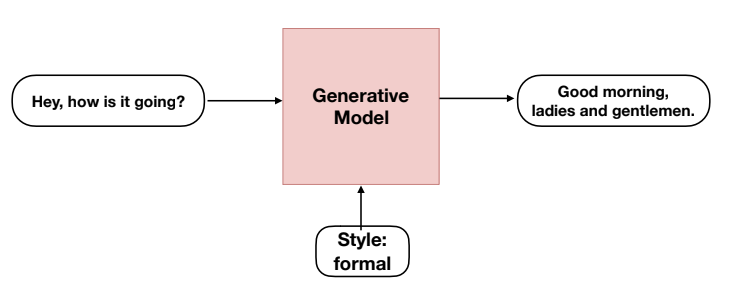 Hey, how is it going?
Generative
Model
Good morning,
ladies and gentlemen.
Style:
formal